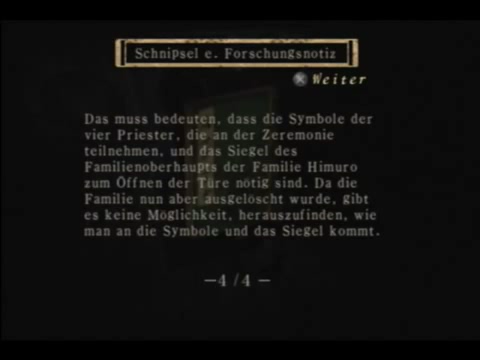 Schnipsel e. Forschungsnotiz
Weiter
Das muss bedeuten, dass die Symbole der
vier Priester, die an der Zeremonie
teilnehmen, und das Siegel des
Familienoberhaupts der Familie Himuro
zum Öffnen der Türe nötig sind. Da die
Familie nun aber ausgelöscht wurde, gibt
es keine Möglichkeit, herauszufinden, wie
man an die Symbole und das Siegel kommt.
—4 /4 —